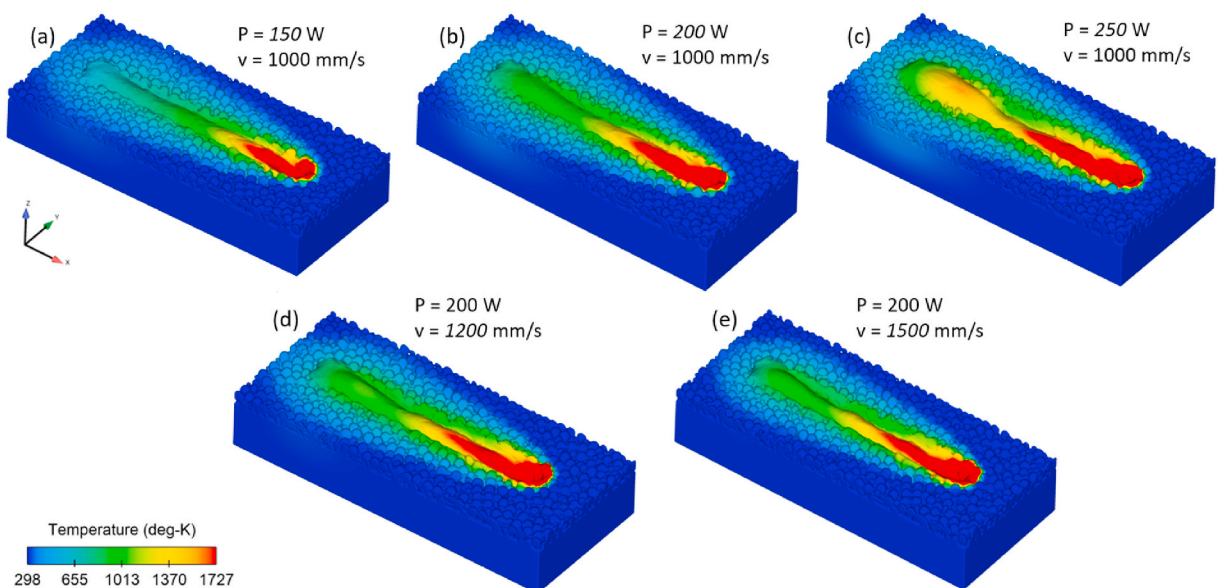 (a)
P = 150 W
v = 1000 mm/s
(b)
P = 200 W
v = 1000 mm/s
(c)
P = 250 W
v = 1000 mm/s
Z
Y
X
(d)
P = 200 W
v = 1200 mm/s
(e)
P = 200 W
v = 1500 mm/s
Temperature (deg-K)
298 655 1013 1370 1727